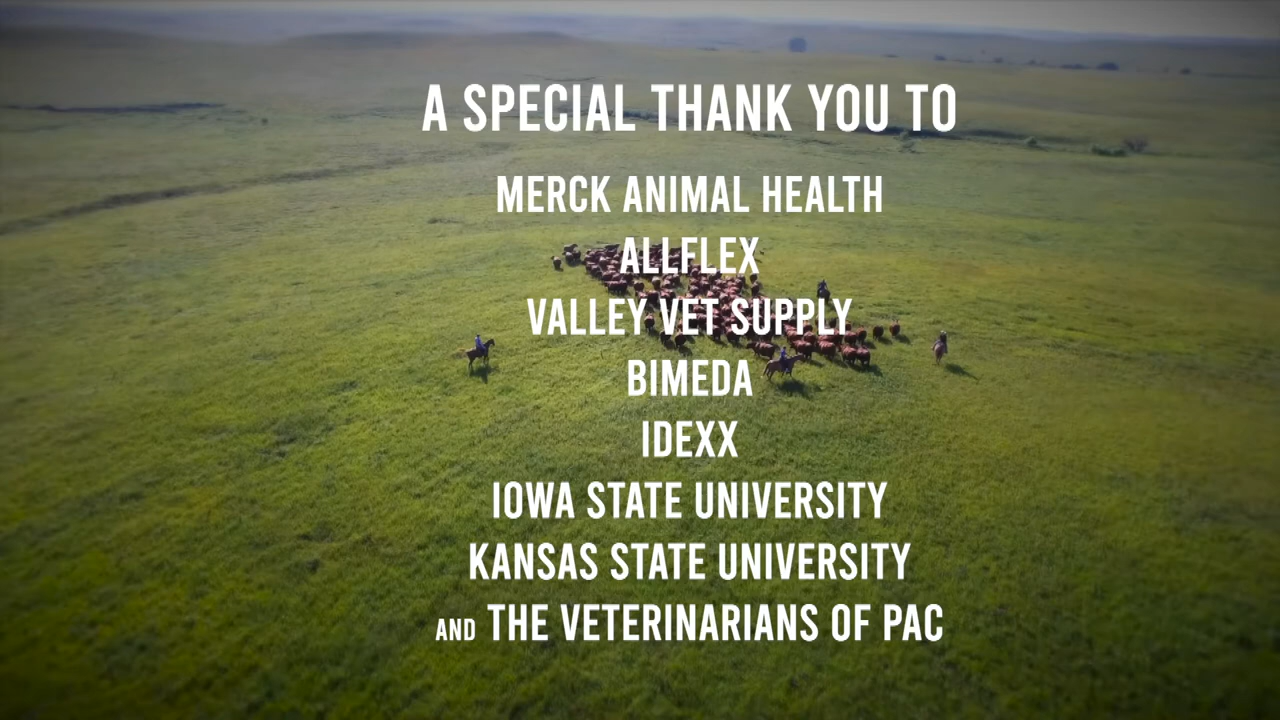 A SPECIAL THANK YOU TO
MERCK ANIMAL HEALTH
ALLFLEX
VALLEY VET SUPPLY
BIMEDA
IDEXX
IOWA STATE UNIVERSITY
KANSAS STATE UNIVERSITY
AND THE VETERINARIANS OF PAC